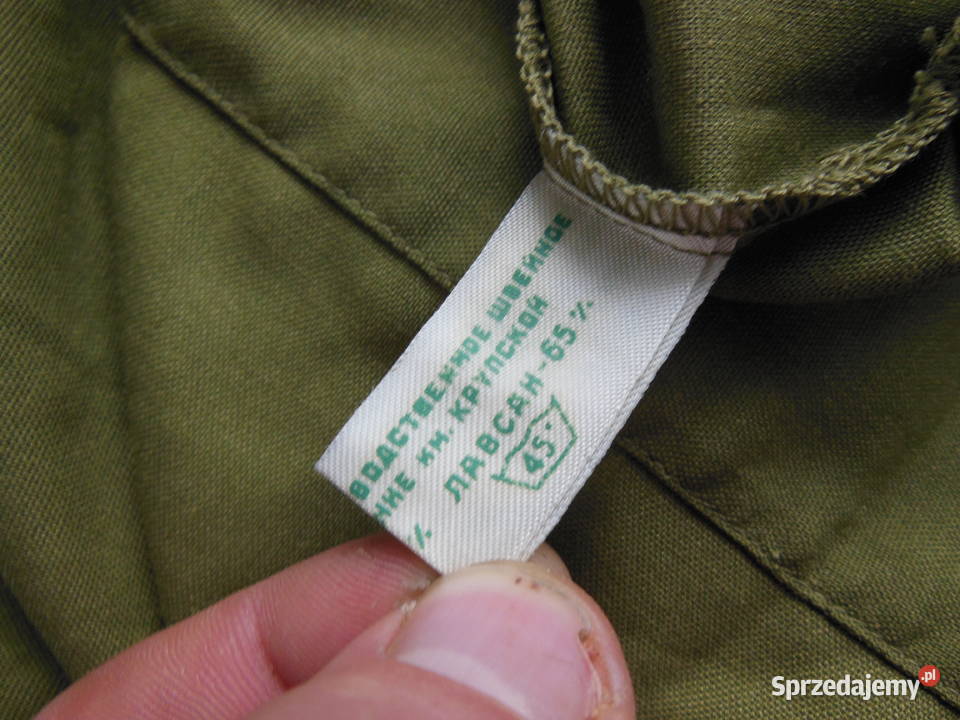 ВОДСТВЕННОЕ ШВЕЙНОЕ
НИЕ им. КРУПСКОЙ
% ЛАВСАН-65%
45°
Sprzedajemy.pl